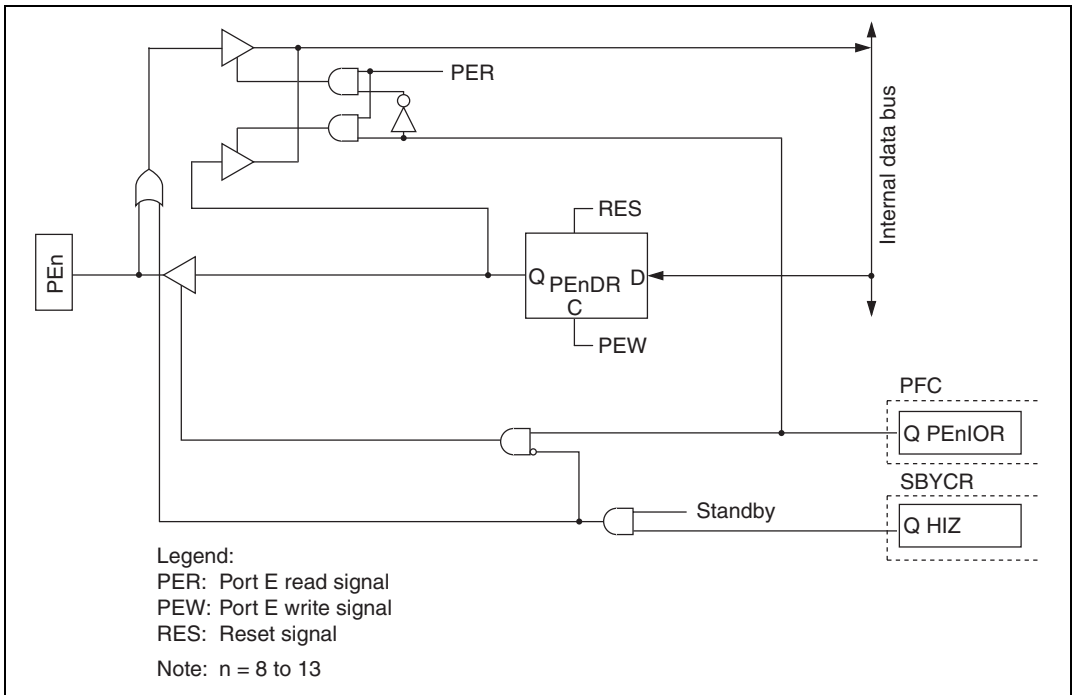 PER
Internal data bus
RES
PEn
Q PEnDR D
C
PEW
PFC
Q PEnIOR
SBYCR
Standby
Q HIZ
Legend:
PER: Port E read signal
PEW: Port E write signal
RES: Reset signal
Note: n = 8 to 13